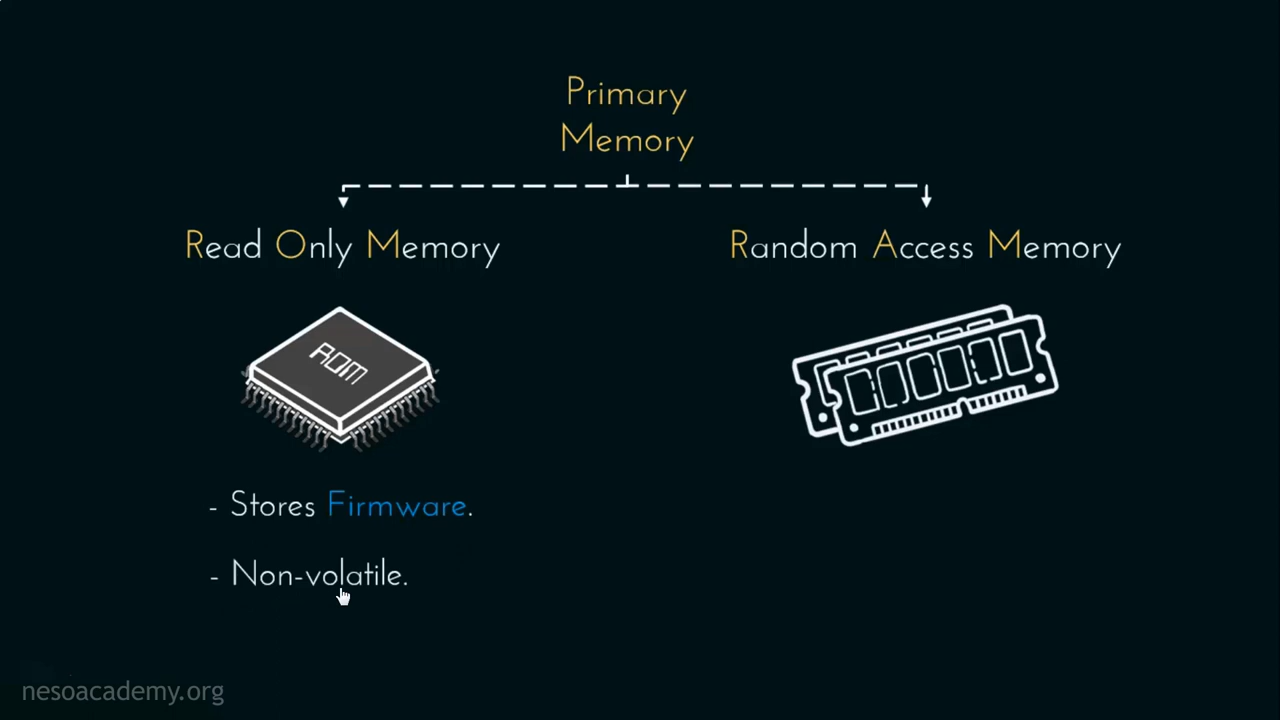 Primary
Memory
Read Only Memory
Random Access Memory
ROM
- Stores Firmware.
- Non-volatile.
nesoacademy.org